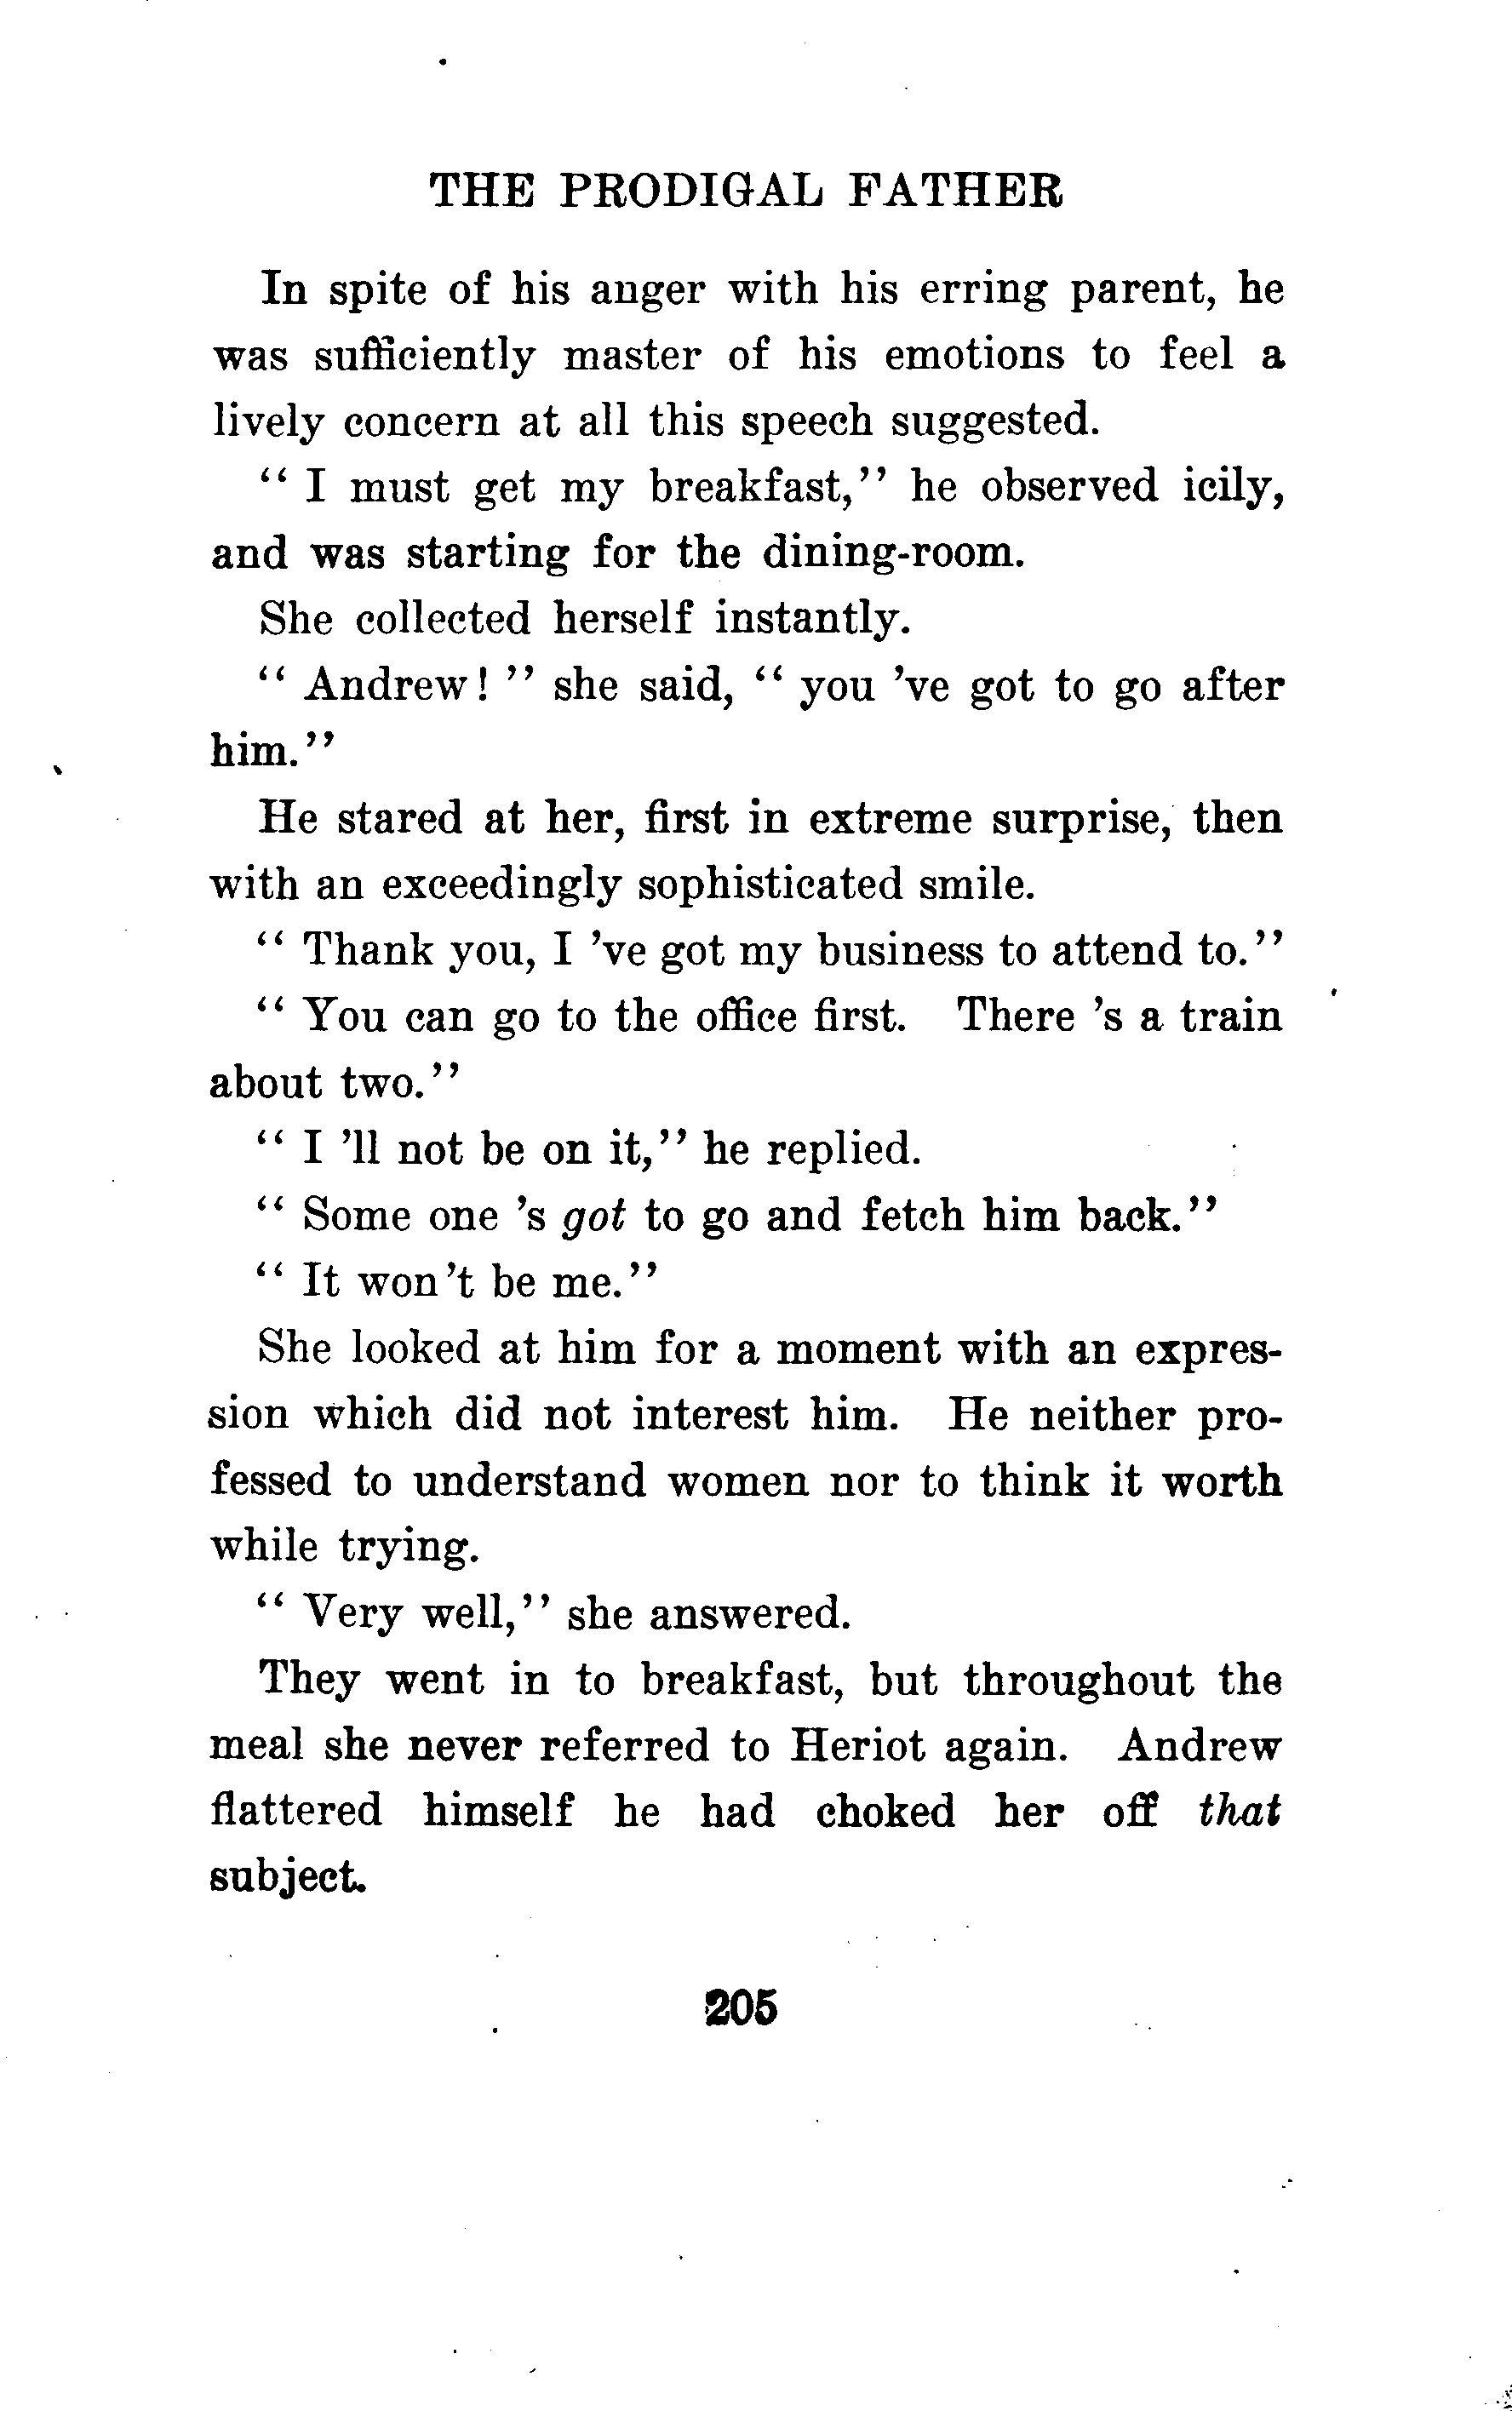 THE PRODIGAL FATHER
In spite of his anger with his erring parent, he
was sufficiently master of his emotions to feel a
lively concern at all this speech suggested.
" I must get my breakfast," he observed icily,
and was starting for the dining-room.
She collected herself instantly.
" Andrew! " she said, " you 've got to go after
him."
He stared at her, first in extreme surprise, then
with an exceedingly sophisticated smile.
" Thank you, I 've got my business to attend to."
" You can go to the office first. There 's a train
about two."
" I 'll not be on it," he replied.
" Some one 's got to go and fetch him back."
" It won't be me."
She looked at him for a moment with an expres-
sion which did not interest him. He neither pro-
fessed to understand women nor to think it worth
while trying.
" Very well," she answered.
They went in to breakfast, but throughout the
meal she never referred to Heriot again. Andrew
flattered himself he had choked her off that
subject.
205